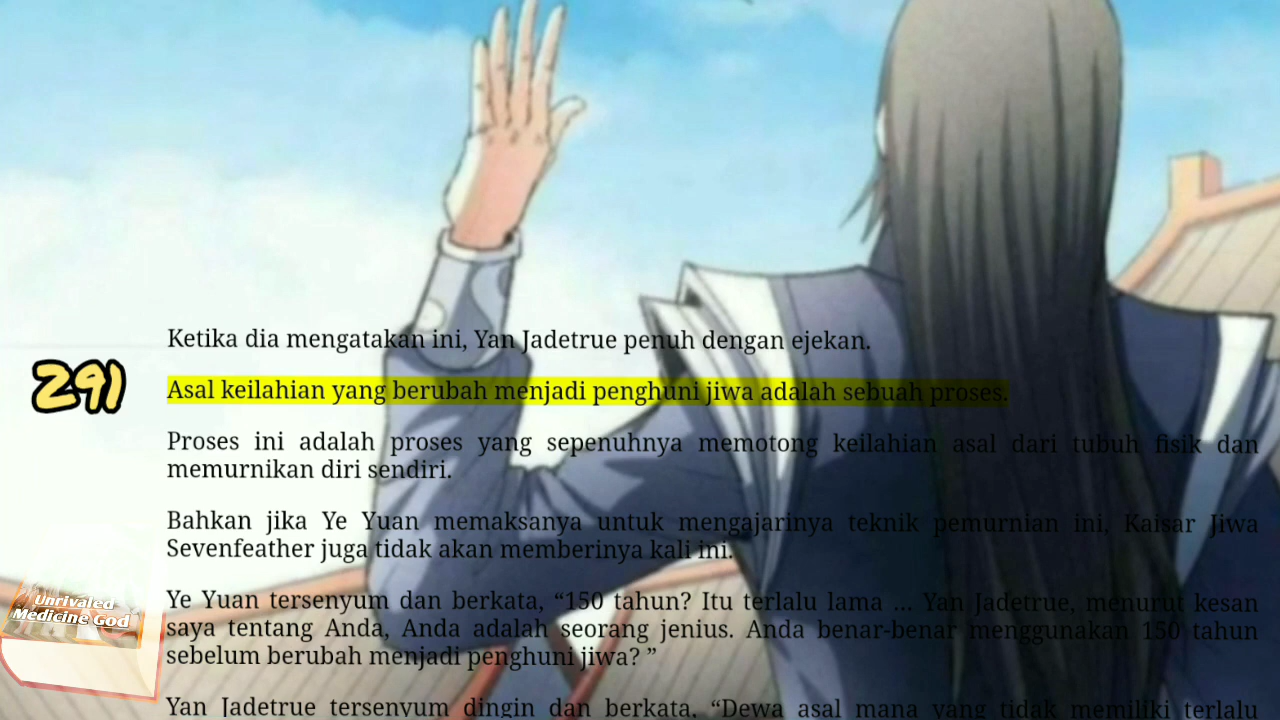 Ketika dia mengatakan ini, Yan Jadetrue penuh dengan ejekan.
291
Asal keilahian yang berubah menjadi penghuni jiwa adalah sebuah proses.
Proses ini adalah proses yang sepenuhnya memotong keilahian asal dari tubuh fisik dan
memurnikan diri sendiri.
Bahkan jika Ye Yuan memaksanya untuk mengajarinya teknik pemurnian ini, Kaisar Jiwa
Sevenfeather juga tidak akan memberinya kali ini.
Unrivaled
Medicine God
Ye Yuan tersenyum dan berkata, “150 tahun? Itu terlalu lama ... Yan Jadetrue, menurut kesan
saya tentang Anda, Anda adalah seorang jenius. Anda benar-benar menggunakan 150 tahun
sebelum berubah menjadi penghuni jiwa? ”
Yan Jadetrue tersenyum dingin dan berkata, “Dewa asal mana yang tidak memiliki terlalu